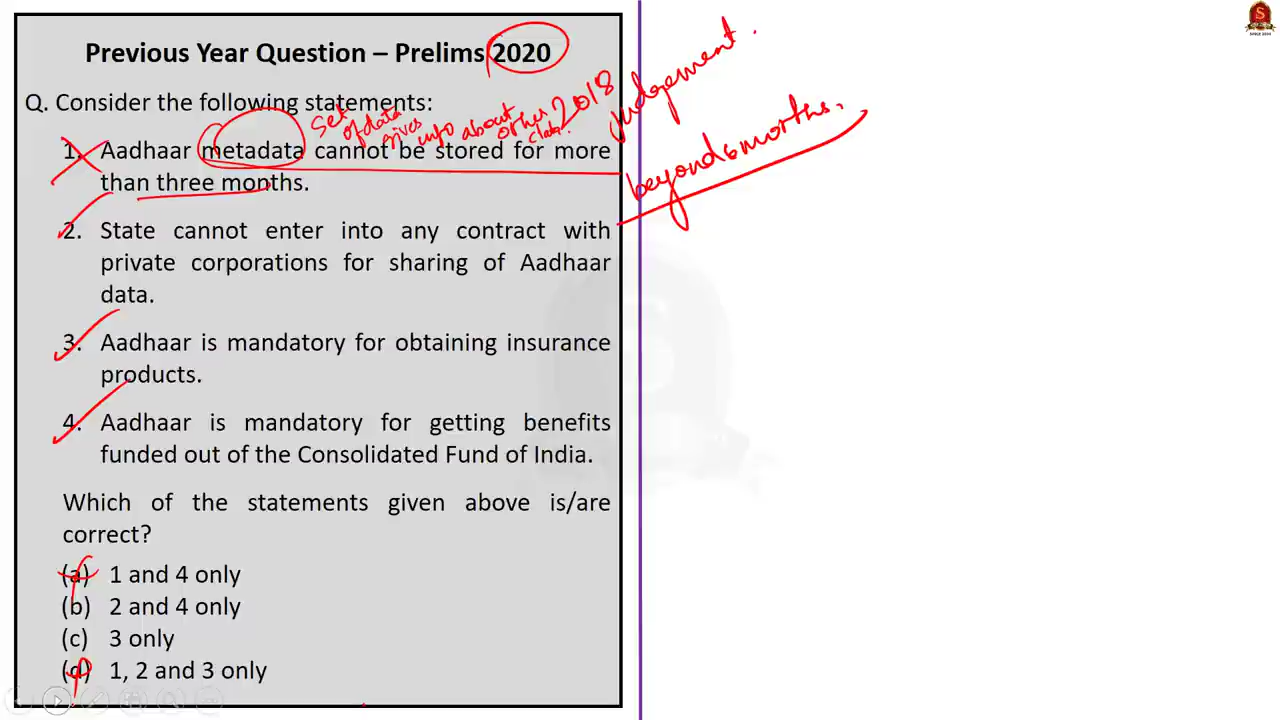 Previous Year Question – Prelims 2020
Q. Consider the following statements:
Set of data gives info about other data.
2018 Judgement.
1. Aadhaar metadata cannot be stored for more
than three months.
beyond 6 months.
2. State cannot enter into any contract with
private corporations for sharing of Aadhaar
data.
3. Aadhaar is mandatory for obtaining insurance
products.
4. Aadhaar is mandatory for getting benefits
funded out of the Consolidated Fund of India.
Which of the statements given above is/are
correct?
(a) 1 and 4 only
(b) 2 and 4 only
(c) 3 only
(d) 1, 2 and 3 only